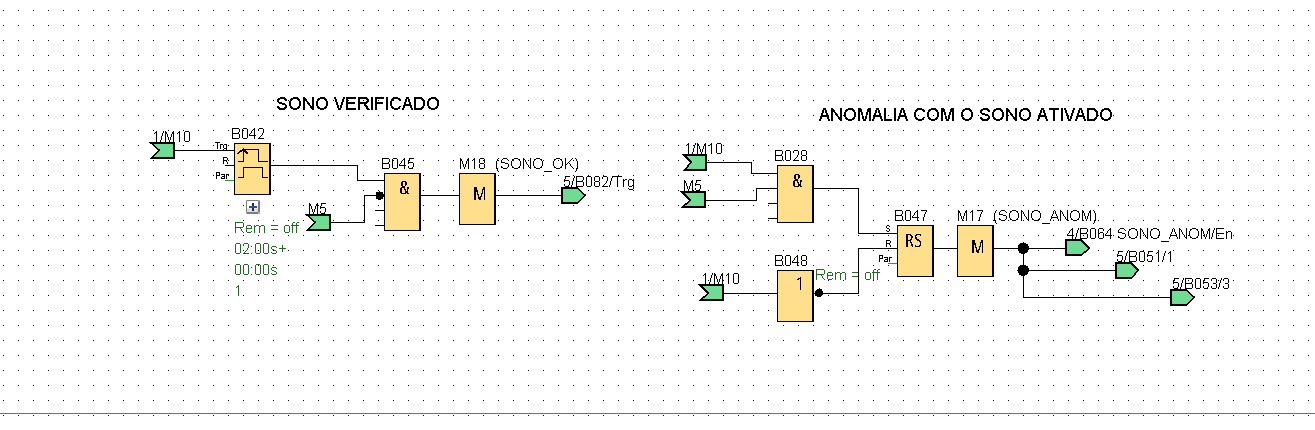 SONO VERIFICADO
1/M10
B042
Trg
R
Par
Rem = off
02:00s+
00:00s
1.
M5
B045
&
M18 (SONO_OK)
M
5/B082/Trg
ANOMALIA COM O SONO ATIVADO
1/M10
M5
B028
&
1/M10
B048
1
Rem = off
B047
S
R
Par
RS
M17 (SONO_ANOM).
M
4/B064 SONO_ANOM/En
5/B051/1
5/B053/3